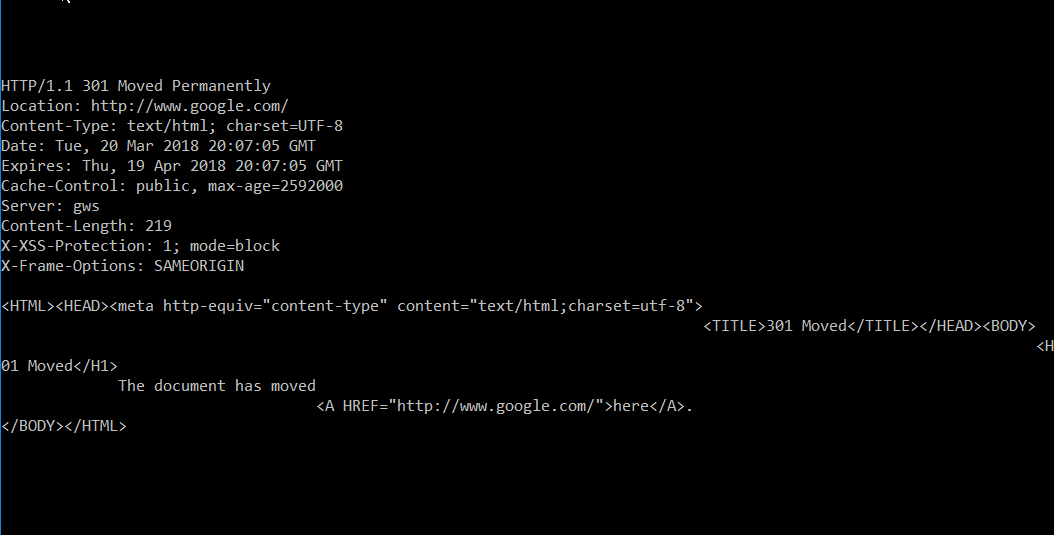 HTTP/1.1 301 Moved Permanently
Location: http://www.google.com/
Content-Type: text/html; charset=UTF-8
Date: Tue, 20 Mar 2018 20:07:05 GMT
Expires: Thu, 19 Apr 2018 20:07:05 GMT
Cache-Control: public, max-age=2592000
Server: gws
Content-Length: 219
X-XSS-Protection: 1; mode=block
X-Frame-Options: SAMEORIGIN
<HTML><HEAD><meta http-equiv="content-type" content="text/html;charset=utf-8">
<TITLE>301 Moved</TITLE></HEAD><BODY>
<H
01 Moved</H1>
The document has moved
<A HREF="http://www.google.com/">here</A>.
</BODY></HTML>